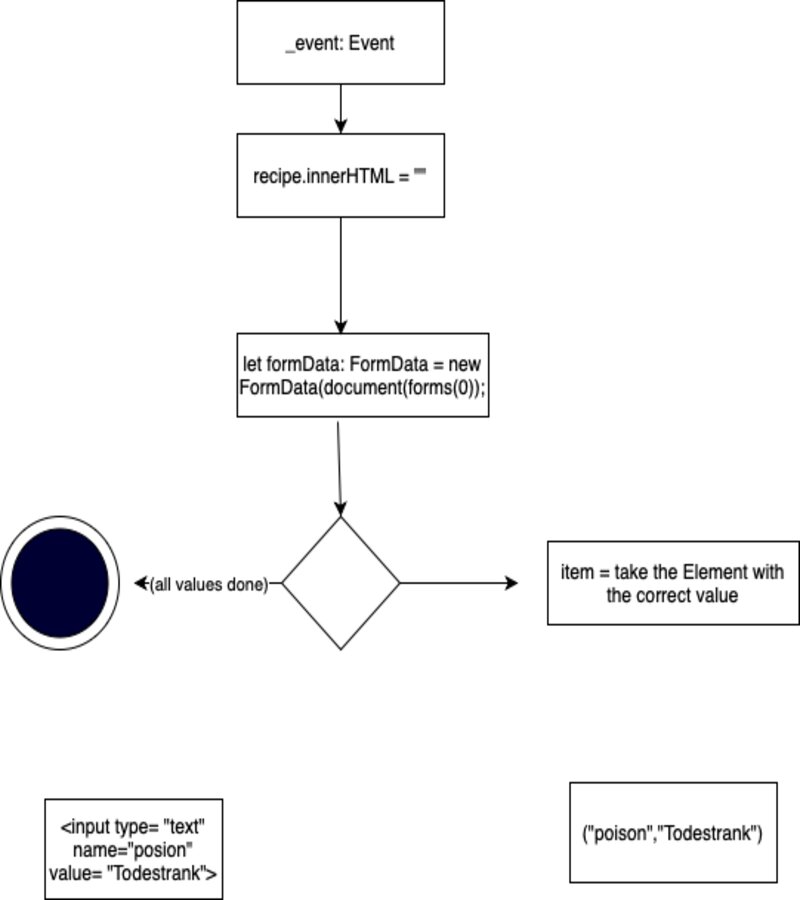 _event: Event
recipe.innerHTML = ""
let formData: FormData = new
FormData(document(forms(0));
(all values done)
item = take the Element with
the correct value
<input type= "text"
name="posion"
value= "Todestrank">
("poison","Todestrank")